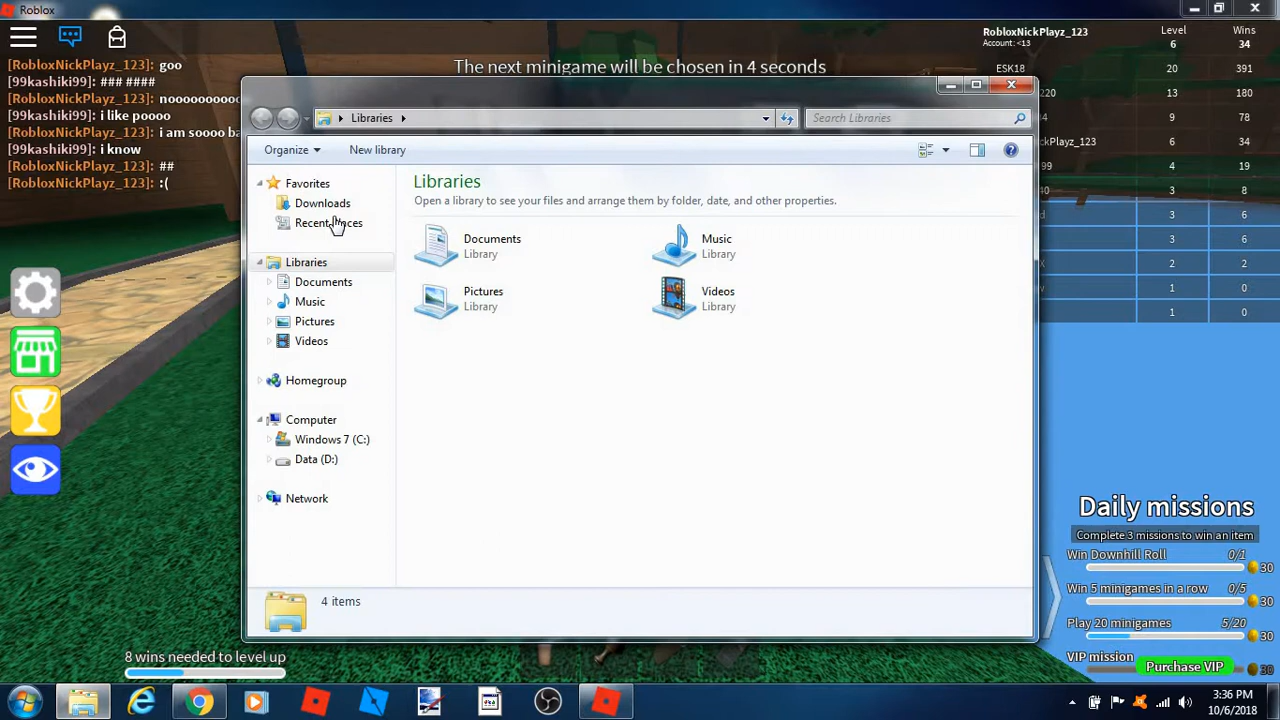 Roblox
RobloxNickPlayz_123
Account: <13
Level
6
Wins
34
[RobloxNickPlayz_123] goo
[99kashiki99] ### ####
[RobloxNickPlayz_123] nooooooooo
[99kashiki99] i like poooo
[RobloxNickPlayz_123] i am soooo ba
[99kashiki99] i know
[RobloxNickPlayz_123] ##
[RobloxNickPlayz_123] :(
The next minigame will be chosen in 4 seconds
ESK18 20 391
220 13 180
9 78
kPlayz_123 6 34
99 4 19
40 3 8
3 6
3 6
2 2
1 0
1 0
Libraries
Search Libraries
Organize
New library
Favorites
Downloads
Recent
Libraries
Documents
Music
Pictures
Videos
Homegroup
Computer
Windows 7 (C:)
Data (D:)
Network
Libraries
Open a library to see your files and arrange them by folder, date, and other properties.
Documents
Library
Music
Library
Pictures
Library
Videos
Library
4 items
Daily missions
Complete 3 missions to win an item
Win Downhill Roll 0/1
30
Win 5 minigames in a row 0/5
30
Play 20 minigames 5/20
30
VIP mission
Purchase VIP
30
8 wins needed to level up
3:36 PM
10/6/2018